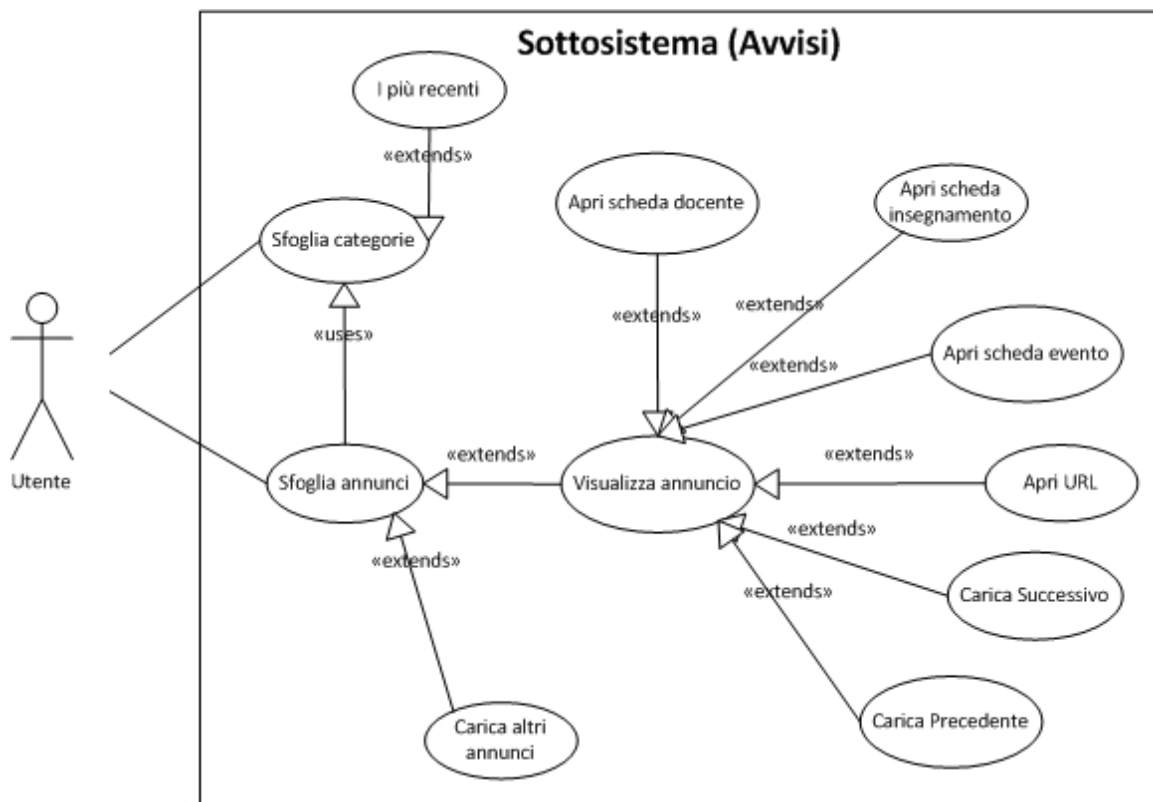 Sottosistema (Avvisi)
I più recenti
«extends»
Apri scheda docente
Apri scheda
insegnamento
Sfoglia categorie
«extends»
«extends»
«uses»
Apri scheda evento
«extends»
Utente
Sfoglia annunci
«extends»
Visualizza annuncio
«extends»
Apri URL
«extends»
«extends»
«extends»
Carica Successivo
Carica altri
annunci
Carica Precedente